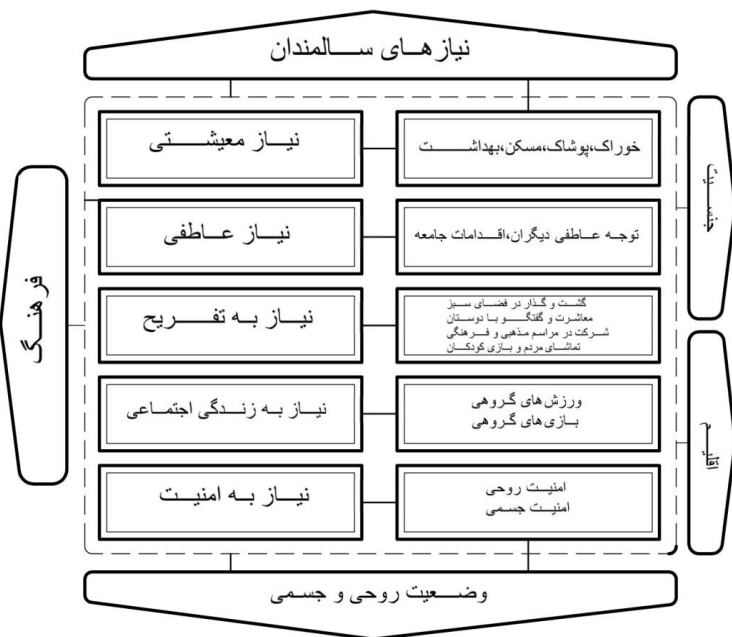 نیازهای سالمندان
نیاز معیشتی
خوراک،پوشاک،مسکن،بهداشت
نیاز عاطفی
توجه عاطفی دیگران،اقدامات جامعه
نیاز به تفریح
گشت و گذار در فضای سبز
معاشرت و گفتگو با دوستان
شرکت در مراسم مذهبی و فرهنگی
تماشای مردم و بازی کودکان
نیاز به زندگی اجتماعی
ورزش‌های گروهی
بازی‌های گروهی
نیاز به امنیت
امنیت روحی
امنیت جسمی
جنسیت
اقلیم
فرهنگ
وضعیت روحی و جسمی